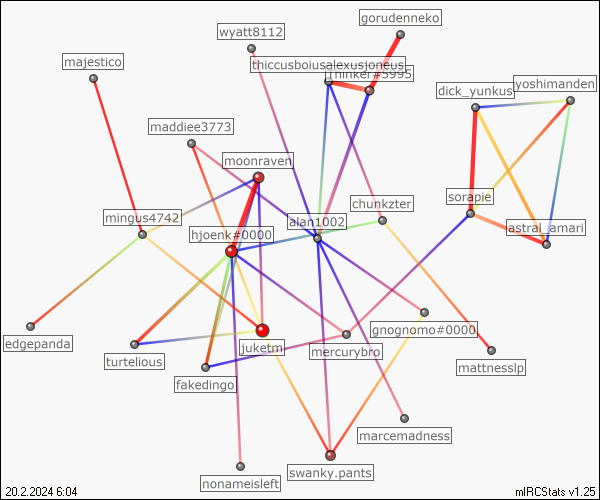 gorudenneko
wyatt8112
majestico
thiccusboiusalexusjoneus
Thinker#5995
yoshimanden
dick_yunkus
maddiee3773
moonraven
sorapie
chunkzter
mingus4742
alan1002
astral_amari
hjoenk#0000
gnognomo#0000
edgepanda
juketm
mercurybro
turtelious
mattnesslp
fakedingo
marcemadness
swanky.pants
nonameisleft
20.2.2024 6:04
mIRCStats v1.25